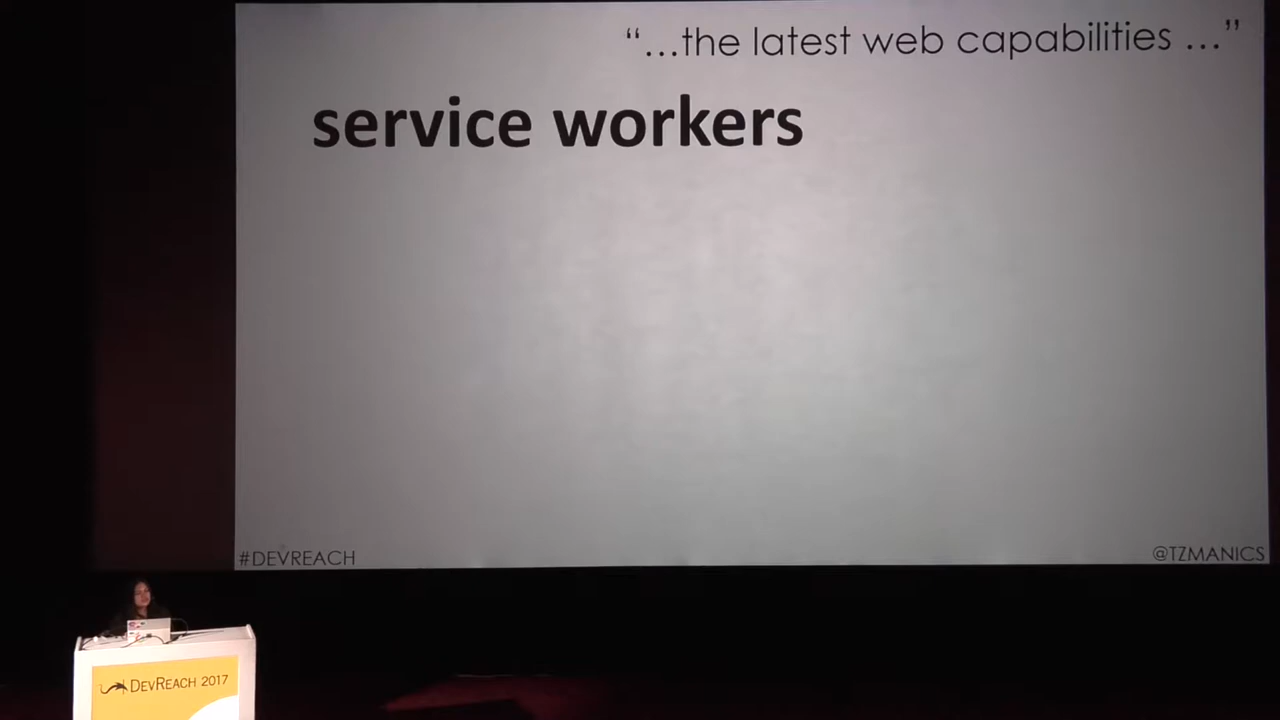 “...the latest web capabilities ...”
service workers
#DEVREACH
@TZMANICS
DEVREACH 2017